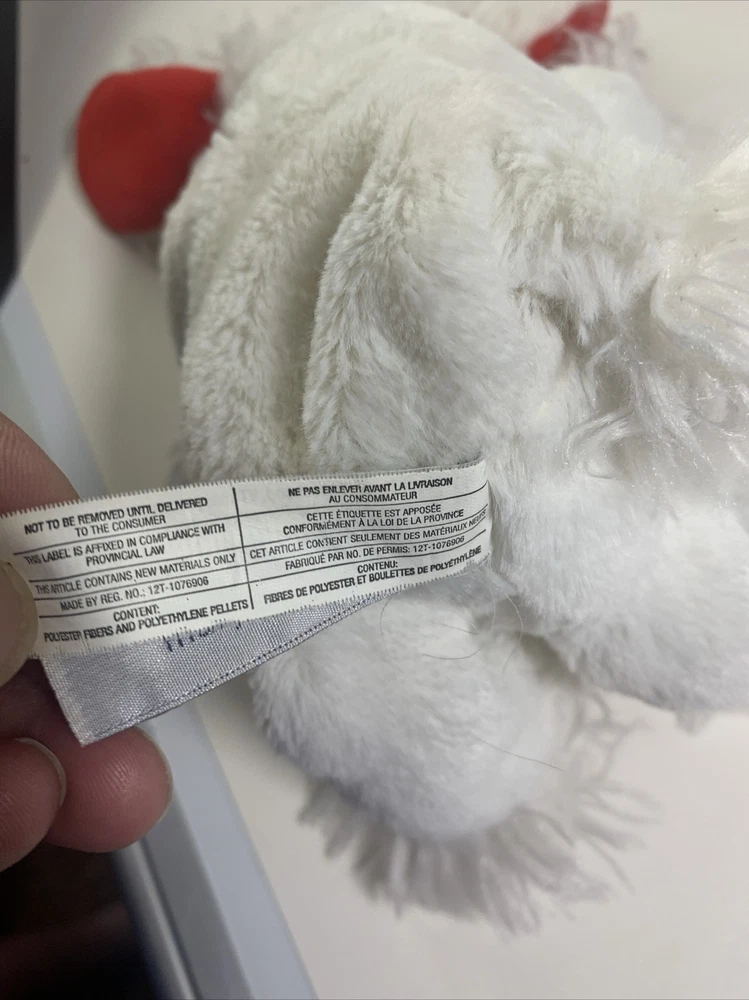 NOT TO BE REMOVED UNTIL DELIVERED
TO THE CONSUMER
THIS LABEL IS AFFIXED IN COMPLIANCE WITH
PROVINCIAL LAW
THIS ARTICLE CONTAINS NEW MATERIALS ONLY
MADE BY REG. NO.: 12T-1076906
CONTENT:
POLYESTER FIBERS AND POLYETHYLENE PELLETS
NE PAS ENLEVER AVANT LA LIVRAISON
AU CONSOMMATEUR
CETTE ÉTIQUETTE EST APPOSÉE
CONFORMÉMENT À LA LOI DE LA PROVINCE
CET ARTICLE CONTIENT SEULEMENT DES MATÉRIAUX NEUFS
FABRIQUÉ PAR NO. DE PERMIS: 12T-1076906
CONTENU:
FIBRES DE POLYESTER ET BOULETTES DE POLYÉTHYLÈNE